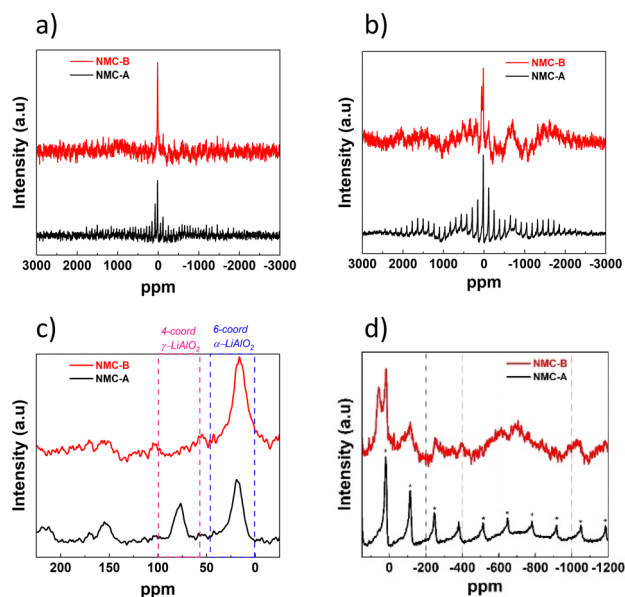 a)
NMC-B
NMC-A
Intensity (a.u)
3000 2000 1000 0 -1000 -2000 -3000
ppm
b)
NMC-B
NMC-A
Intensity (a.u)
3000 2000 1000 0 -1000 -2000 -3000
ppm
c)
4-coord
γ-LiAlO₂
6-coord
α-LiAlO₂
NMC-B
NMC-A
Intensity (a.u)
225 200 150 100 50 0
ppm
d)
NMC-B
NMC-A
Intensity (a.u)
* * * * * * * * *
0 -200 -400 -600 -800 -1000 -1200
ppm